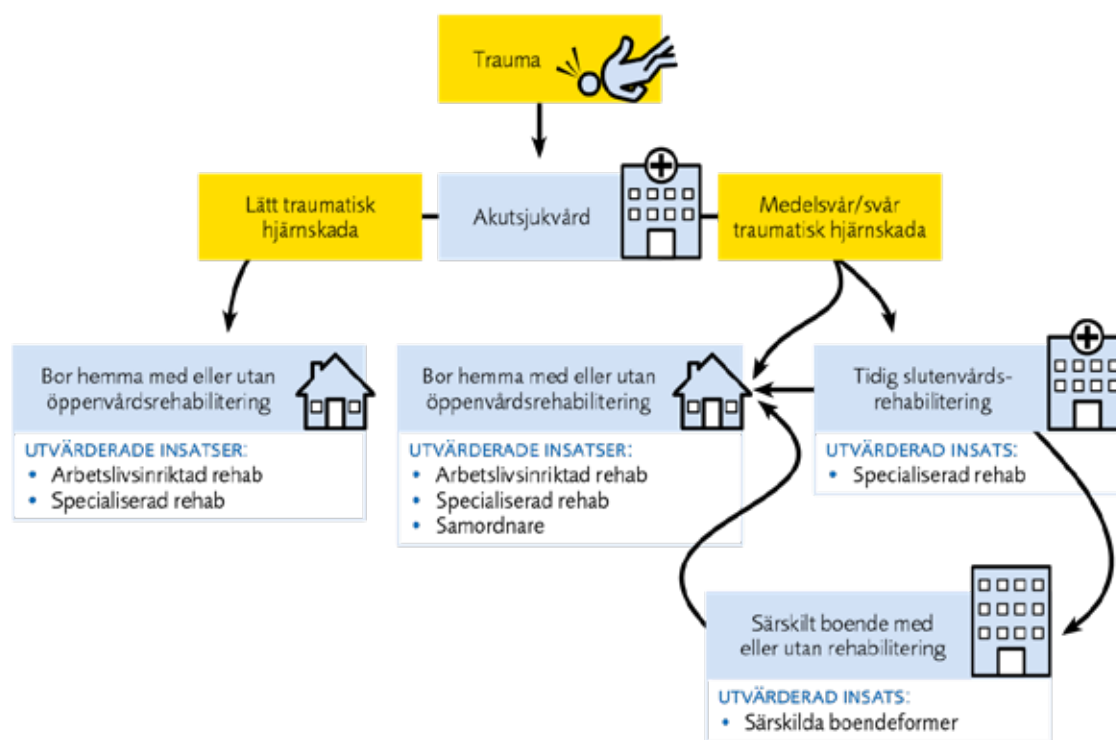 Trauma
Lätt traumatisk
hjärnskada
Akutsjukvård
Medelsvår/svår
traumatisk hjärnskada
Bor hemma med eller utan
öppenvårdsrehabilitering
UTVÄRDERADE INSATSER:
• Arbetslivsinriktad rehab
• Specialiserad rehab
Bor hemma med eller utan
öppenvårdsrehabilitering
UTVÄRDERADE INSATSER:
• Arbetslivsinriktad rehab
• Specialiserad rehab
• Samordnare
Tidig slutenvårds-
rehabilitering
UTVÄRDERAD INSATS:
• Specialiserad rehab
Särskilt boende med
eller utan rehabilitering
UTVÄRDERAD INSATS:
• Särskilda boendeformer